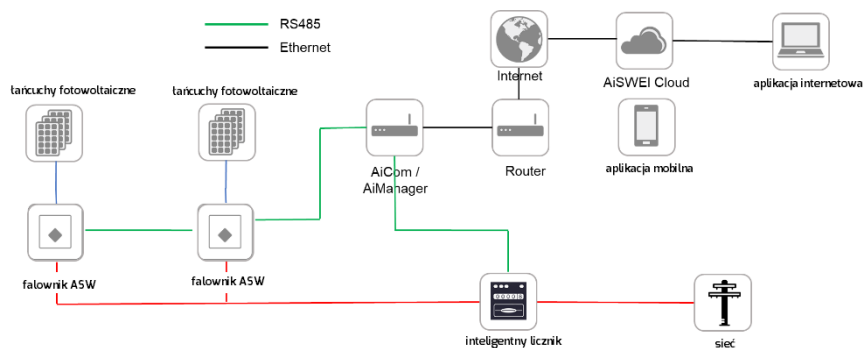 RS485
Ethernet
łańcuchy fotowoltaiczne
łańcuchy fotowoltaiczne
Internet
AiSWEI Cloud
aplikacja internetowa
AiCom /
AiManager
Router
aplikacja mobilna
falownik ASW
falownik ASW
inteligentny licznik
sieć